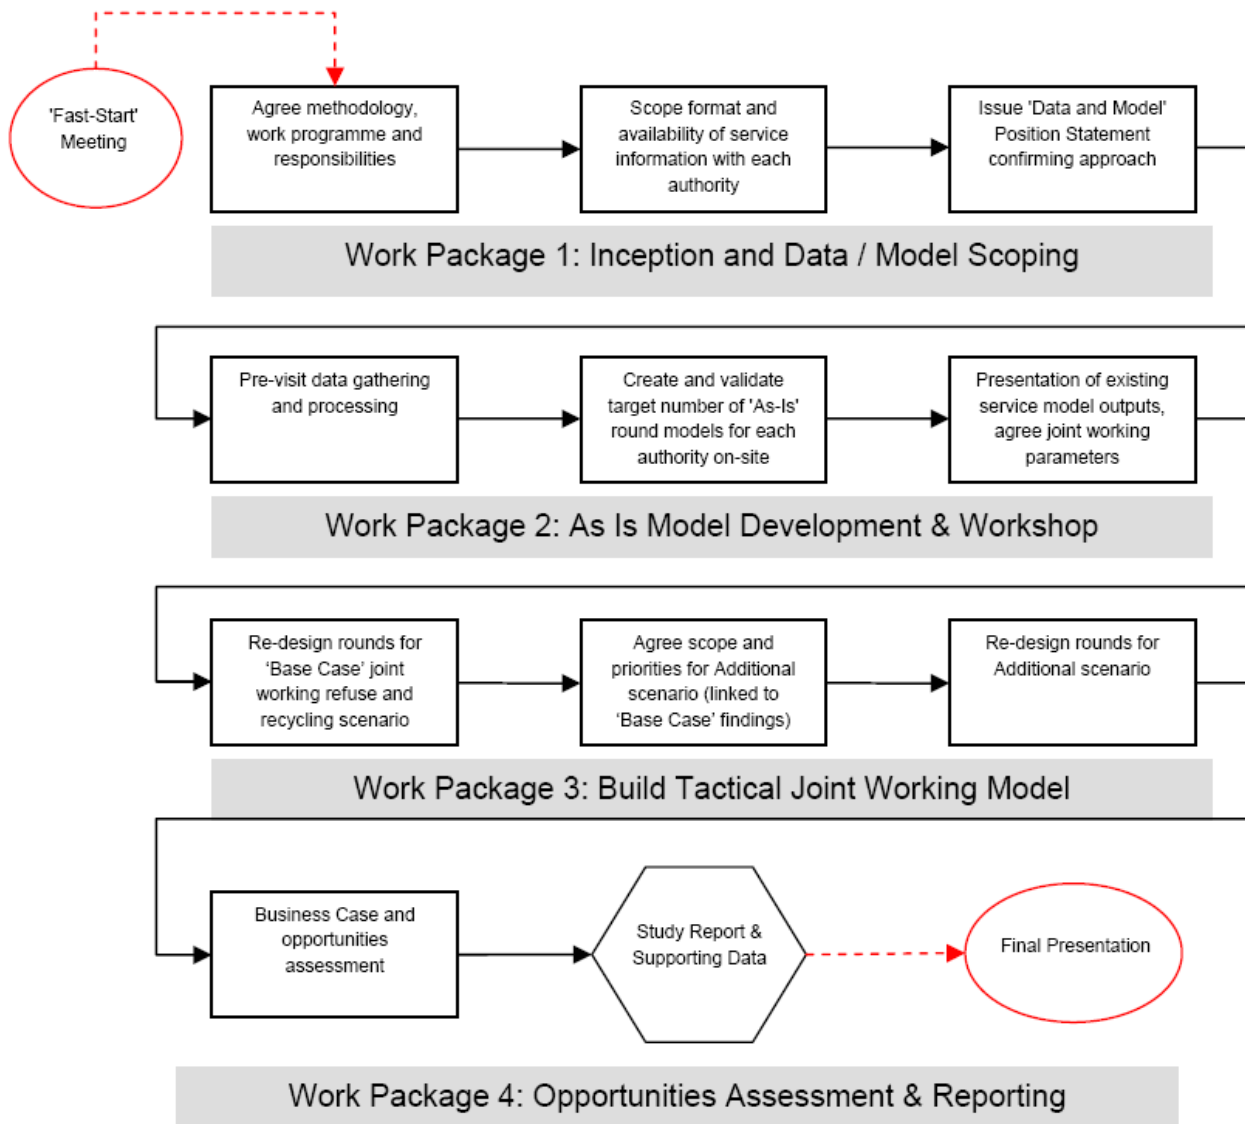 'Fast-Start'
Meeting
Agree methodology,
work programme and
responsibilities
Scope format and
availability of service
information with each
authority
Issue 'Data and Model'
Position Statement
confirming approach
Work Package 1: Inception and Data / Model Scoping
Pre-visit data gathering
and processing
Create and validate
target number of 'As-Is'
round models for each
authority on-site
Presentation of existing
service model outputs,
agree joint working
parameters
Work Package 2: As Is Model Development & Workshop
Re-design rounds for
‘Base Case’ joint
working refuse and
recycling scenario
Agree scope and
priorities for Additional
scenario (linked to
‘Base Case’ findings)
Re-design rounds for
Additional scenario
Work Package 3: Build Tactical Joint Working Model
Business Case and
opportunities
assessment
Study Report &
Supporting Data
Final Presentation
Work Package 4: Opportunities Assessment & Reporting